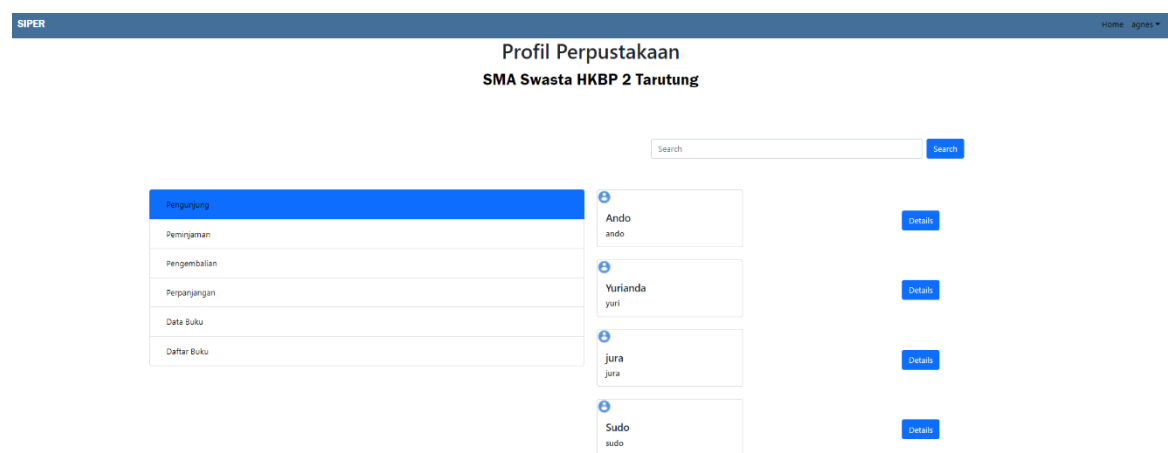 SIPER
Home agnes
Profil Perpustakaan
SMA Swasta HKBP 2 Tarutung
Search Search
Pengunjung
Peminjaman
Pengembalian
Perpanjangan
Data Buku
Daftar Buku
Ando
ando
Details
Yurianda
yuri
Details
jura
jura
Details
Sudo
sudo
Details